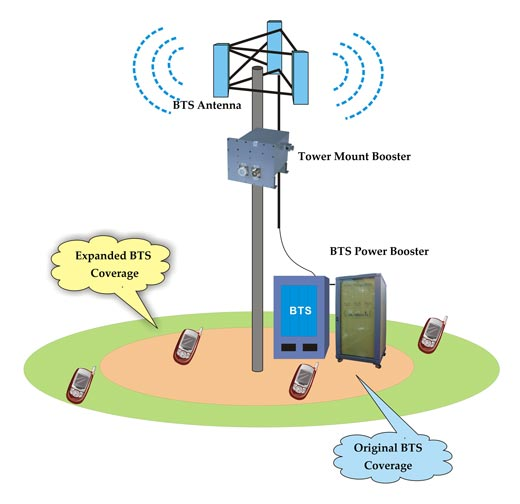 BTS Antenna
Tower Mount Booster
Expanded BTS
Coverage
BTS Power Booster
BTS
Original BTS
Coverage